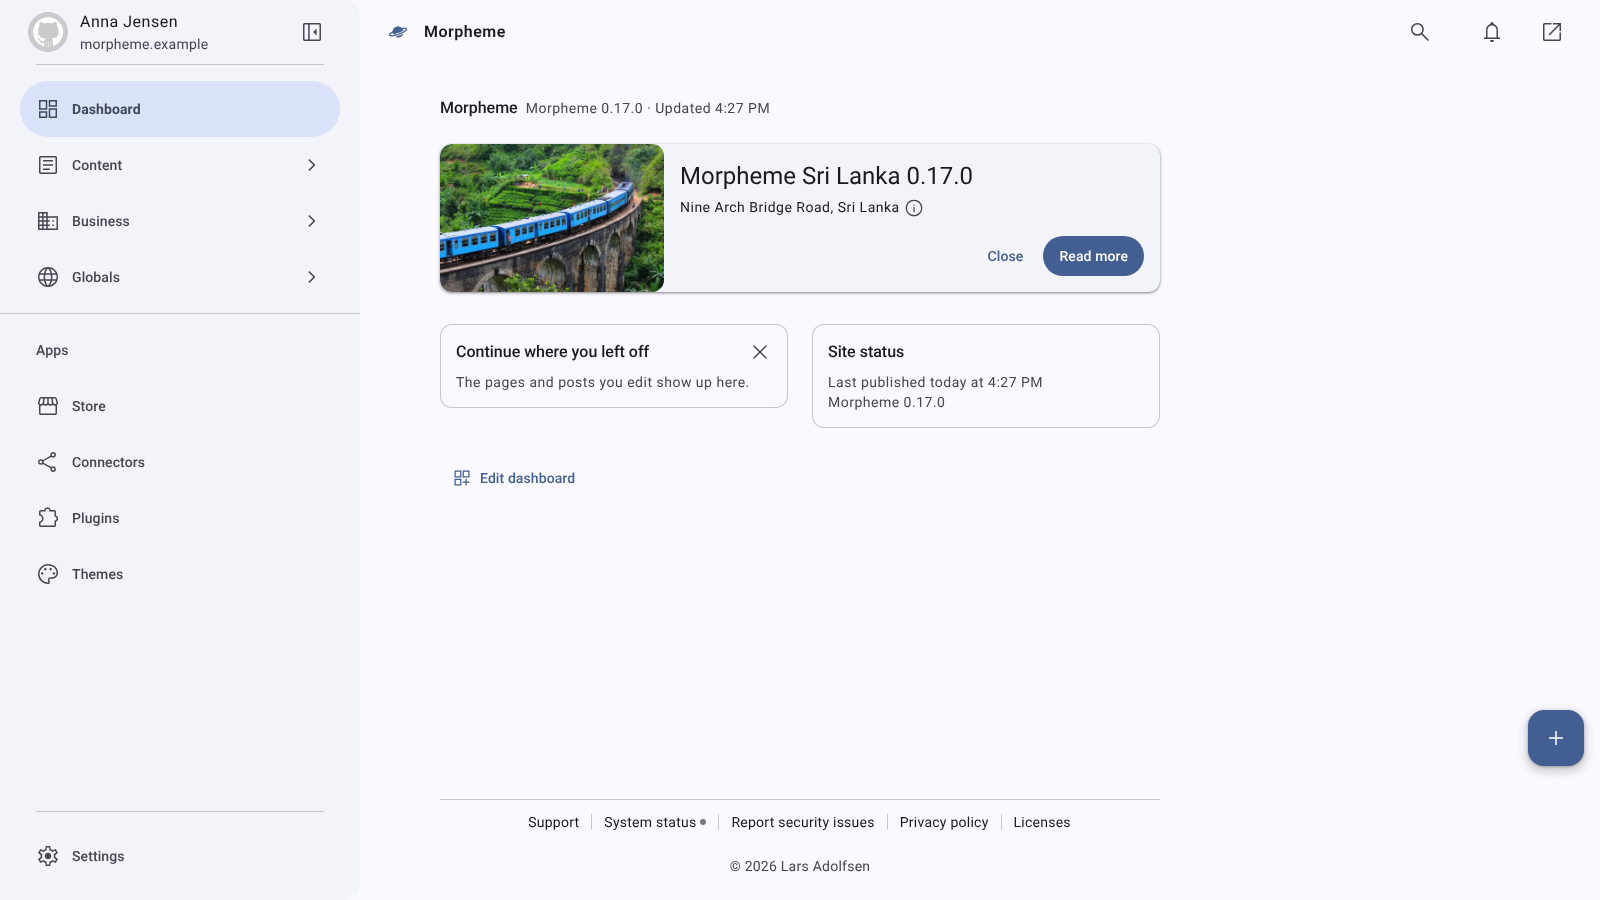 Anna Jensen
morpheme.example
Dashboard
Content
Business
Globals
Apps
Store
Connectors
Plugins
Themes
Settings
Morpheme
Morpheme Morpheme 0.17.0 · Updated 4:27 PM
Morpheme Sri Lanka 0.17.0
Nine Arch Bridge Road, Sri Lanka
Close
Read more
Continue where you left off
The pages and posts you edit show up here.
Site status
Last published today at 4:27 PM
Morpheme 0.17.0
Edit dashboard
Support
System status
Report security issues
Privacy policy
Licenses
© 2026 Lars Adolfsen